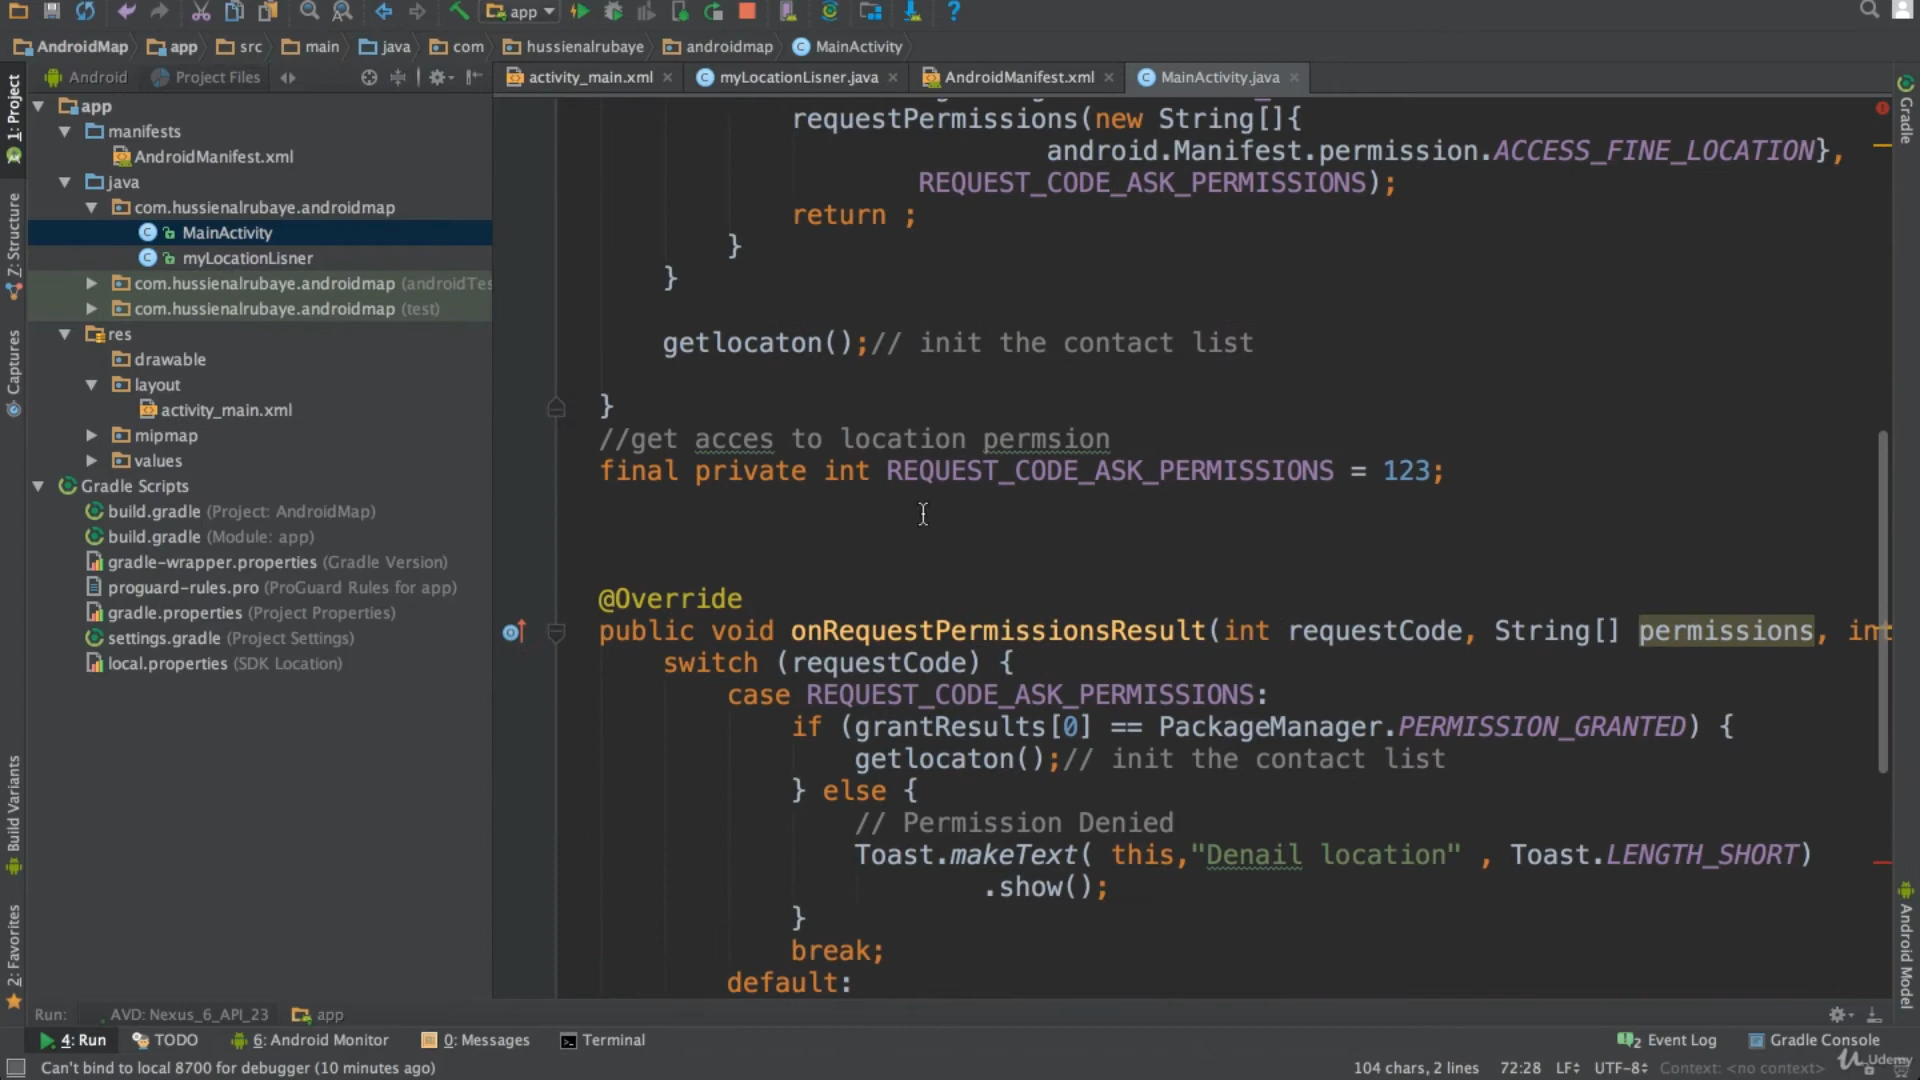 app
AndroidMap app src main java com hussienalrubaye androidmap MainActivity
Android Project Files
activity_main.xml myLocationLisner.java AndroidManifest.xml MainActivity.java
1: Project
Z: Structure
Captures
Build Variants
2: Favorites
app
manifests
AndroidManifest.xml
java
com.hussienalrubaye.androidmap
MainActivity
myLocationLisner
com.hussienalrubaye.androidmap (androidTes
com.hussienalrubaye.androidmap (test)
res
drawable
layout
activity_main.xml
mipmap
values
Gradle Scripts
build.gradle (Project: AndroidMap)
build.gradle (Module: app)
gradle-wrapper.properties (Gradle Version)
proguard-rules.pro (ProGuard Rules for app)
gradle.properties (Project Properties)
settings.gradle (Project Settings)
local.properties (SDK Location)
requestPermissions(new String[]{
android.Manifest.permission.ACCESS_FINE_LOCATION},
REQUEST_CODE_ASK_PERMISSIONS);
return ;
}
}
getlocaton();// init the contact list
}
//get acces to location permsion
final private int REQUEST_CODE_ASK_PERMISSIONS = 123;
@Override
public void onRequestPermissionsResult(int requestCode, String[] permissions, int
switch (requestCode) {
case REQUEST_CODE_ASK_PERMISSIONS:
if (grantResults[0] == PackageManager.PERMISSION_GRANTED) {
getlocaton();// init the contact list
} else {
// Permission Denied
Toast.makeText( this,"Denail location" , Toast.LENGTH_SHORT)
.show();
}
break;
default:
Gradle
Android Model
Run: AVD: Nexus_6_API_23 app
4: Run TODO 6: Android Monitor 0: Messages Terminal 2 Event Log Gradle Console
Can't bind to local 8700 for debugger (10 minutes ago) 104 chars, 2 lines 72:28 LF÷ UTF-8÷ Context: <no context>
Udemy